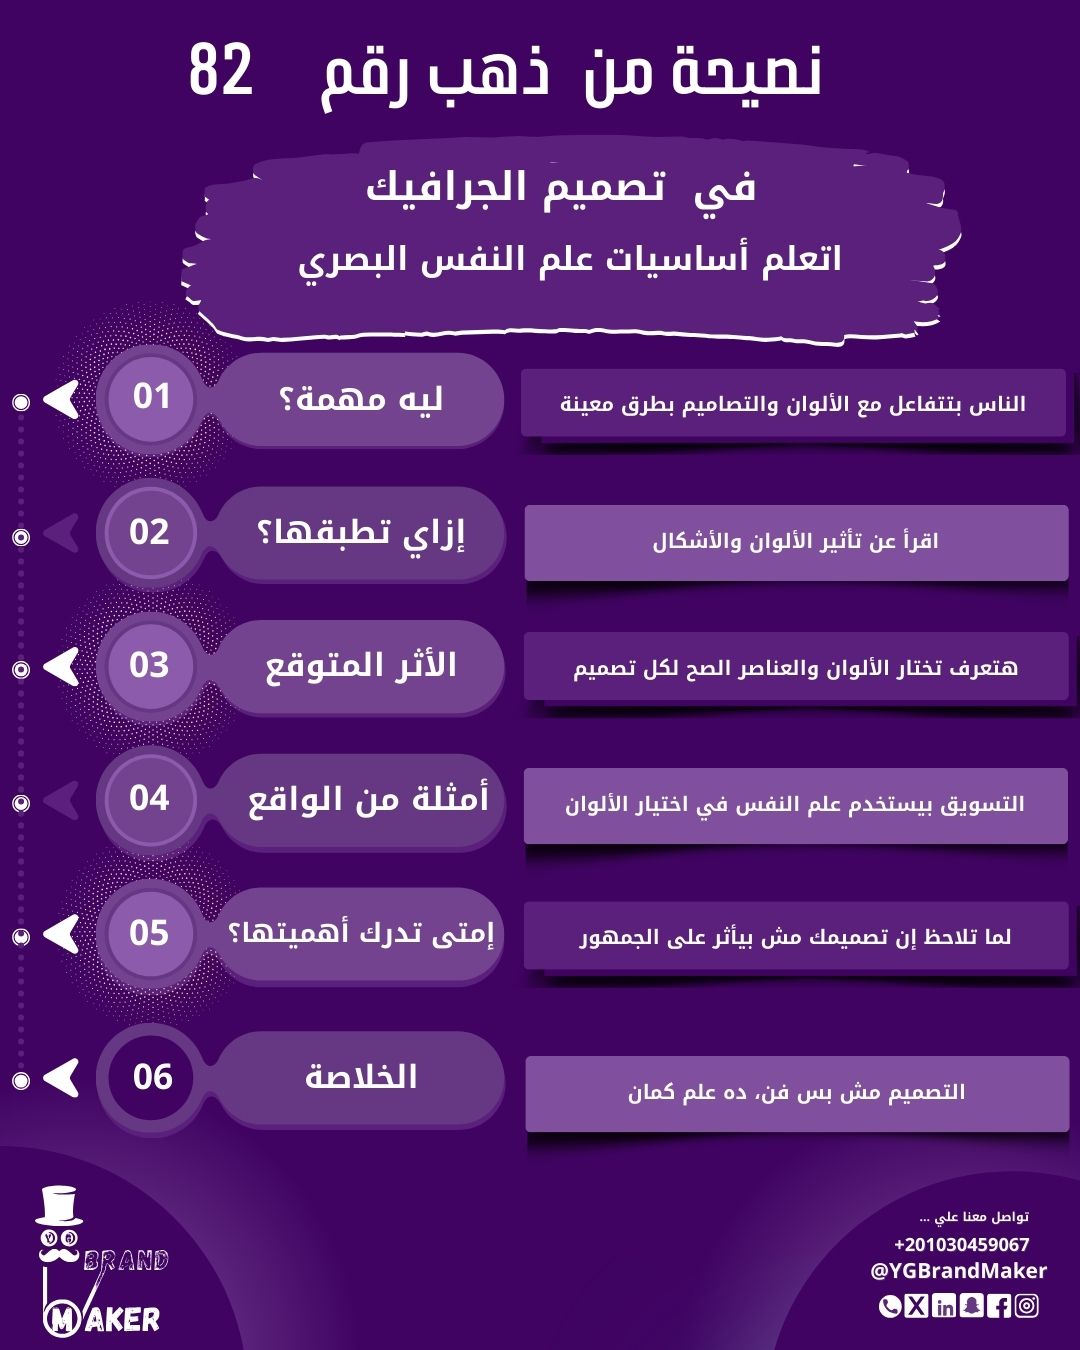 نصيحة من ذهب رقم 82
في تصميم الجرافيك
اتعلم أساسيات علم النفس البصري
01
ليه مهمة؟
الناس بتتفاعل مع الألوان والتصاميم بطرق معينة
02
إزاي تطبقها؟
اقرأ عن تأثير الألوان والأشكال
03
الأثر المتوقع
هتعرف تختار الألوان والعناصر الصح لكل تصميم
04
أمثلة من الواقع
التسويق بيستخدم علم النفس في اختيار الألوان
05
إمتى تدرك أهميتها؟
لما تلاحظ إن تصميمك مش بيأثر على الجمهور
06
الخلاصة
التصميم مش بس فن، ده علم كمان
BRAND
MAKER
تواصل معنا علي ...
+201030459067
@YGBrandMaker